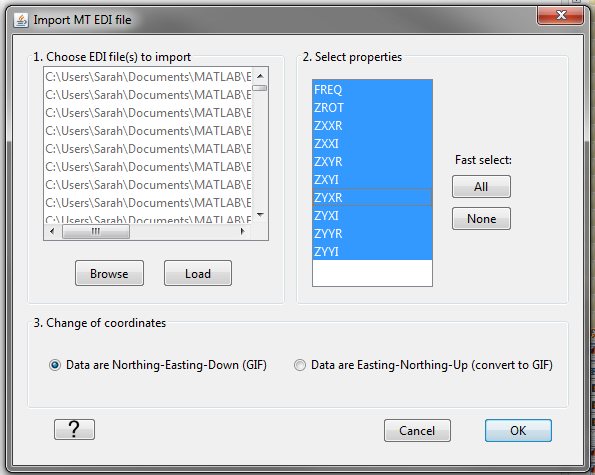 Import MT EDI file
1. Choose EDI file(s) to import
C:\Users\Sarah\Documents\MATLAB\E
C:\Users\Sarah\Documents\MATLAB\E
C:\Users\Sarah\Documents\MATLAB\E
C:\Users\Sarah\Documents\MATLAB\E
C:\Users\Sarah\Documents\MATLAB\E
C:\Users\Sarah\Documents\MATLAB\E
C:\Users\Sarah\Documents\MATLAB\E
C:\Users\Sarah\Documents\MATLAB\E
C:\Users\Sarah\Documents\MATLAB\E
Browse
Load
2. Select properties
FREQ
ZROT
ZXXR
ZXXI
ZXYR
ZXYI
ZYXR
ZYXI
ZYYR
ZYYI
Fast select:
All
None
3. Change of coordinates
Data are Northing-Easting-Down (GIF)
Data are Easting-Northing-Up (convert to GIF)
?
Cancel
OK